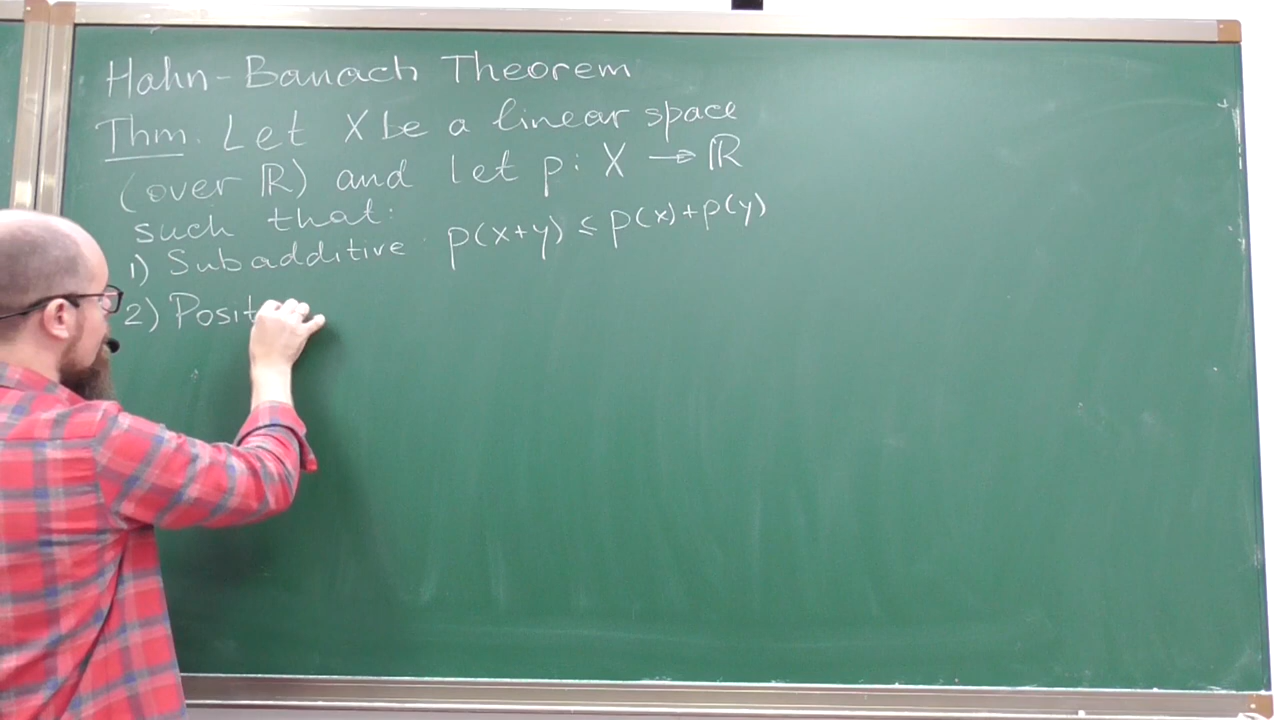 Hahn-Banach Theorem
Thm. Let X be a linear space
(over ℝ) and let p: X → ℝ
such that:
1) Subadditive: p(x+y) ≤ p(x)+p(y)
2) Posit